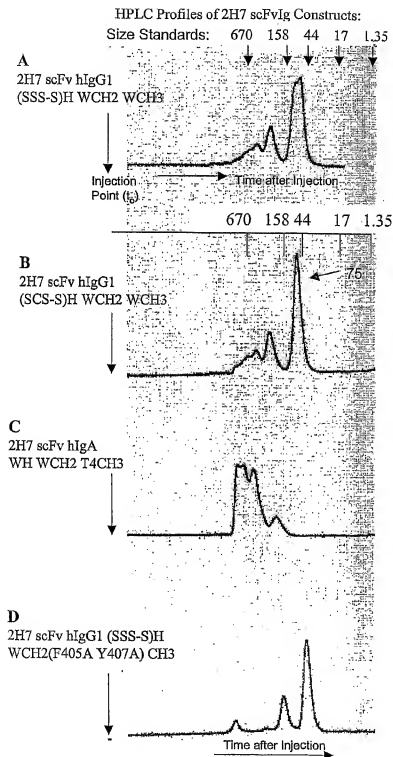 HPLC Profiles of 2H7 scFvIg Constructs:
Size Standards: 670 158 44 17 1.35
A
2H7 scFv hIgG1
(SSS-S)H WCH2 WCH3
Injection
Point (t₀)
Time after Injection
670 158 44 17 1.35
B
2H7 scFv hIgG1
(SCS-S)H WCH2 WCH3
75
C
2H7 scFv hIgA
WH WCH2 T4CH3
D
2H7 scFv hIgG1 (SSS-S)H
WCH2(F405A Y407A) CH3
Time after Injection